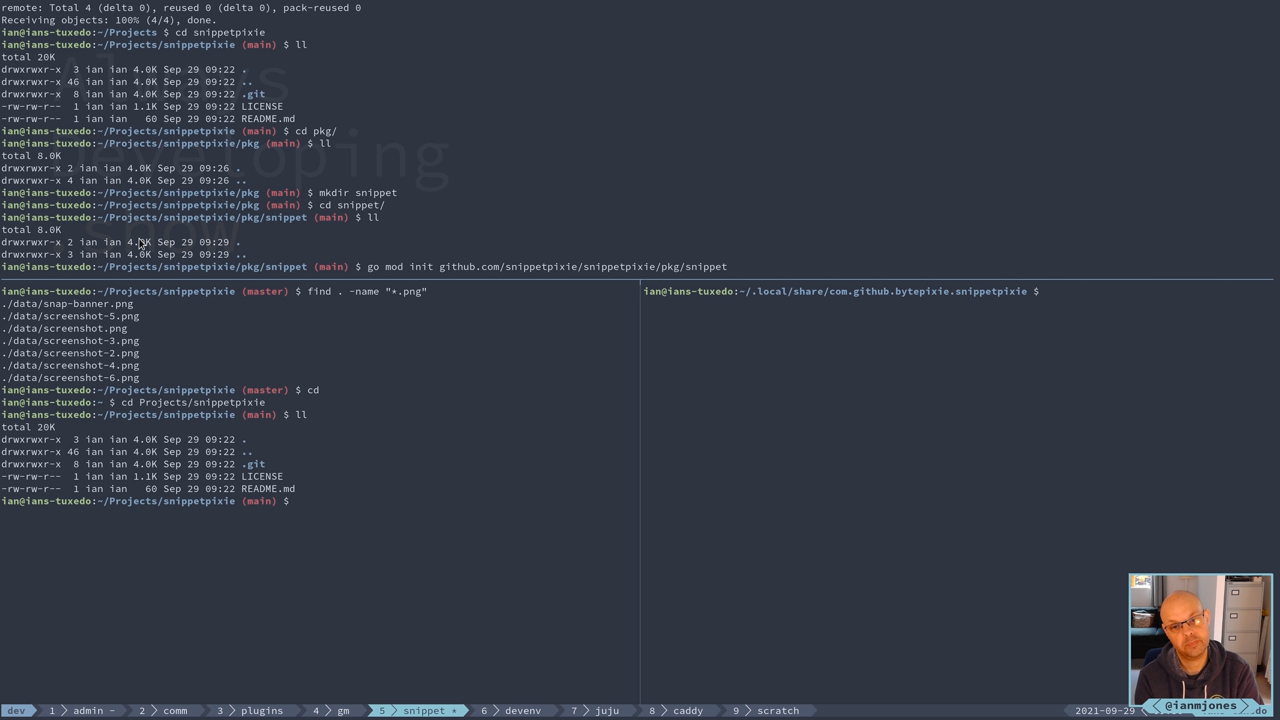 remote: Total 4 (delta 0), reused 0 (delta 0), pack-reused 0
Receiving objects: 100% (4/4), done.
ian@ians-tuxedo:~/Projects $ cd snippetpixie
ian@ians-tuxedo:~/Projects/snippetpixie (main) $ ll
total 20K
drwxrwxr-x  3 ian ian 4.0K Sep 29 09:22 .
drwxrwxr-x 46 ian ian 4.0K Sep 29 09:22 ..
drwxrwxr-x  8 ian ian 4.0K Sep 29 09:22 .git
-rw-rw-r--  1 ian ian 1.1K Sep 29 09:22 LICENSE
-rw-rw-r--  1 ian ian   60 Sep 29 09:22 README.md
ian@ians-tuxedo:~/Projects/snippetpixie (main) $ cd pkg/
ian@ians-tuxedo:~/Projects/snippetpixie/pkg (main) $ ll
total 8.0K
drwxrwxr-x 2 ian ian 4.0K Sep 29 09:26 .
drwxrwxr-x 4 ian ian 4.0K Sep 29 09:26 ..
ian@ians-tuxedo:~/Projects/snippetpixie/pkg (main) $ mkdir snippet
ian@ians-tuxedo:~/Projects/snippetpixie/pkg (main) $ cd snippet/
ian@ians-tuxedo:~/Projects/snippetpixie/pkg/snippet (main) $ ll
total 8.0K
drwxrwxr-x 2 ian ian 4.0K Sep 29 09:29 .
drwxrwxr-x 3 ian ian 4.0K Sep 29 09:29 ..
ian@ians-tuxedo:~/Projects/snippetpixie/pkg/snippet (main) $ go mod init github.com/snippetpixie/snippetpixie/pkg/snippet
Developing
ian@ians-tuxedo:~/Projects/snippetpixie (master) $ find . -name "*.png"
./data/snap-banner.png
./data/screenshot-5.png
./data/screenshot.png
./data/screenshot-3.png
./data/screenshot-2.png
./data/screenshot-4.png
./data/screenshot-6.png
ian@ians-tuxedo:~/Projects/snippetpixie (master) $ cd
ian@ians-tuxedo:~ $ cd Projects/snippetpixie
ian@ians-tuxedo:~/Projects/snippetpixie (main) $ ll
total 20K
drwxrwxr-x  3 ian ian 4.0K Sep 29 09:22 .
drwxrwxr-x 46 ian ian 4.0K Sep 29 09:22 ..
drwxrwxr-x  8 ian ian 4.0K Sep 29 09:22 .git
-rw-rw-r--  1 ian ian 1.1K Sep 29 09:22 LICENSE
-rw-rw-r--  1 ian ian   60 Sep 29 09:22 README.md
ian@ians-tuxedo:~/Projects/snippetpixie (main) $
ian@ians-tuxedo:~/.local/share/com.github.bytepixie.snippetpixie $
@ianmjones
dev 1 admin - 2 comm 3 plugins 4 gm 5 snippet * 6 devenv 7 juju 8 caddy 9 scratch 2021-09-29